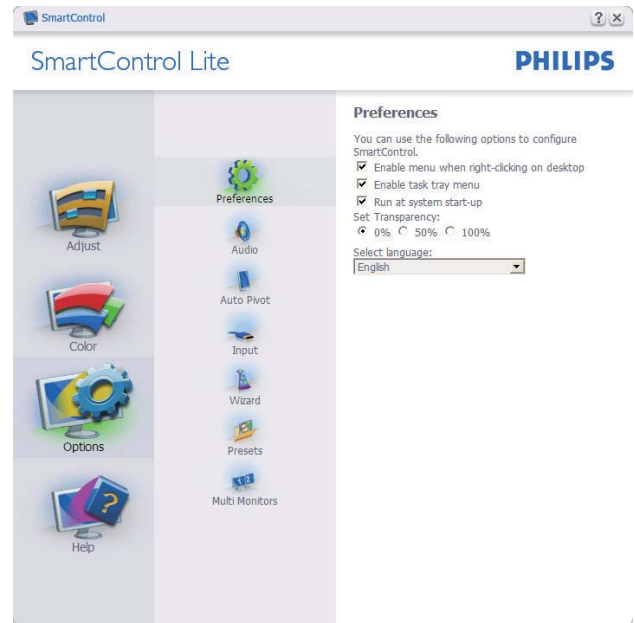 SmartControl
? x
SmartControl Lite
PHILIPS
Adjust
Color
Options
Help
Preferences
Audio
Auto Pivot
Input
Wizard
Presets
1 2
Multi Monitors
Preferences
You can use the following options to configure
SmartControl.
Enable menu when right-clicking on desktop
Enable task tray menu
Run at system start-up
Set Transparency:
0% 50% 100%
Select language:
English